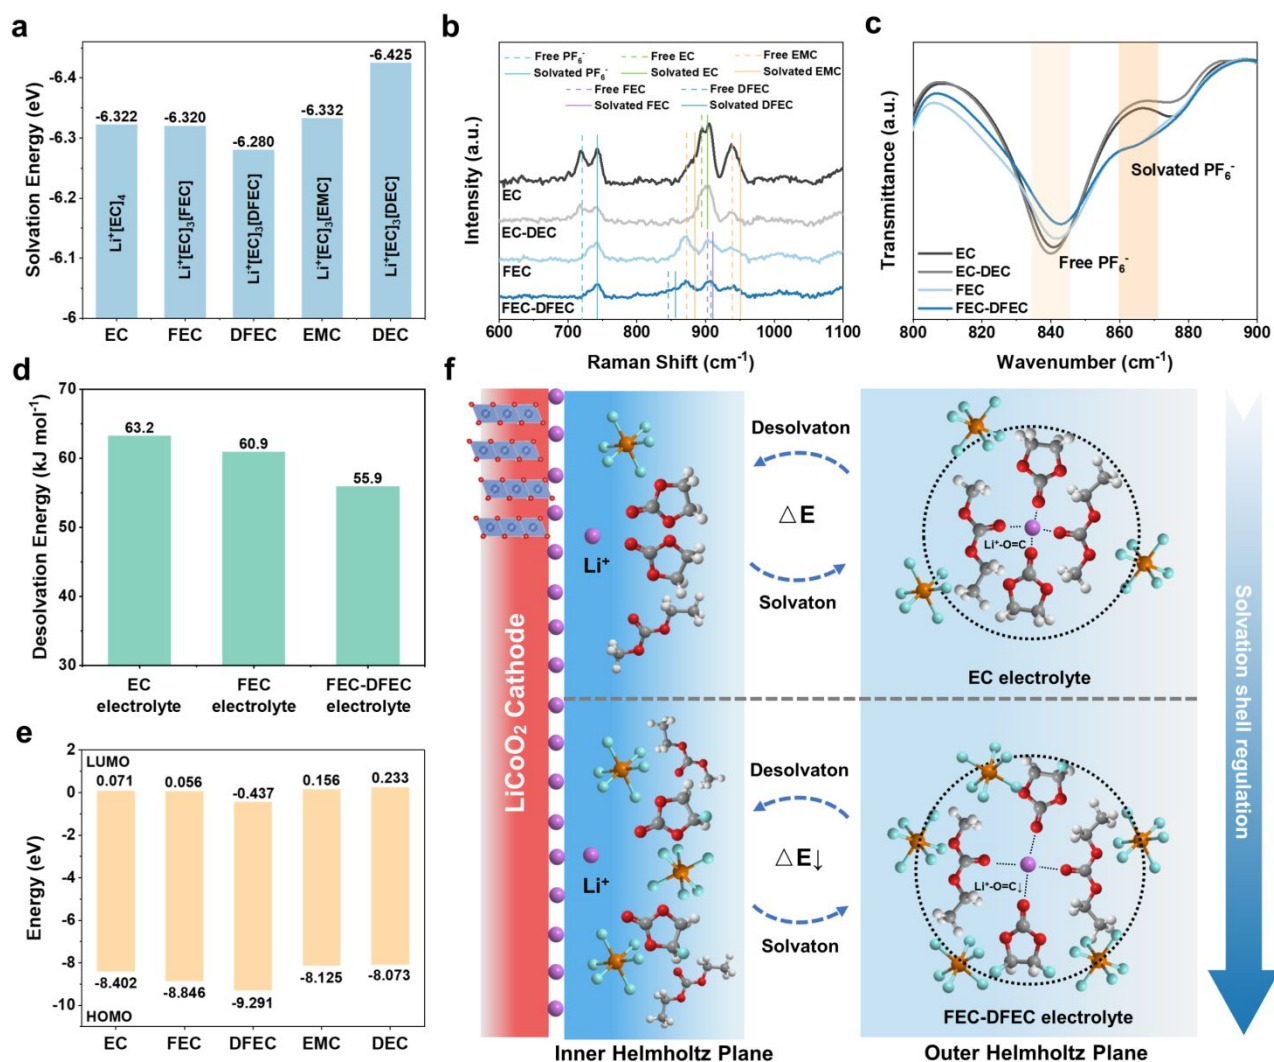 a
-6.4
-6.3
-6.2
-6.1
-6
Solvation Energy (eV)
-6.322
-6.320
-6.280
-6.332
-6.425
Li⁺[EC]₄
Li⁺[EC]₃[FEC]
Li⁺[EC]₃[DFEC]
Li⁺[EC]₃[EMC]
Li⁺[EC]₃[DEC]
EC FEC DFEC EMC DEC
b
Free PF₆⁻ Free EC Free EMC
Solvated PF₆⁻ Solvated EC Solvated EMC
Free FEC Free DFEC
Solvated FEC Solvated DFEC
Intensity (a.u.)
EC
EC-DEC
FEC
FEC-DFEC
600 700 800 900 1000 1100
Raman Shift (cm⁻¹)
c
Transmittance (a.u.)
Solvated PF₆⁻
Free PF₆⁻
EC
EC-DEC
FEC
FEC-DFEC
800 820 840 860 880 900
Wavenumber (cm⁻¹)
d
70
60
50
40
30
Desolvation Energy (kJ mol⁻¹)
63.2
60.9
55.9
EC electrolyte
FEC electrolyte
FEC-DFEC electrolyte
e
2
0
-2
-4
-6
-8
-10
Energy (eV)
LUMO
0.071
0.056
-0.437
0.156
0.233
-8.402
-8.846
-9.291
-8.125
-8.073
HOMO
EC FEC DFEC EMC DEC
f
LiCoO₂ Cathode
Li⁺
Desolvaton
△E
Solvaton
Li⁺-O=C
EC electrolyte
Li⁺
Desolvaton
△E↓
Solvaton
Li⁺-O=C↓
FEC-DFEC electrolyte
Inner Helmholtz Plane
Outer Helmholtz Plane
Solvation shell regulation